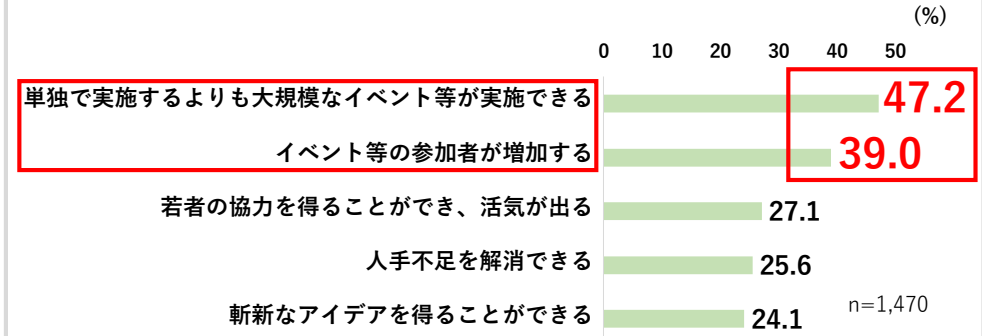 (%)
0 10 20 30 40 50
単独で実施するよりも大規模なイベント等が実施できる 47.2
イベント等の参加者が増加する 39.0
若者の協力を得ることができ、活気が出る 27.1
人手不足を解消できる 25.6
斬新なアイデアを得ることができる 24.1
n=1,470